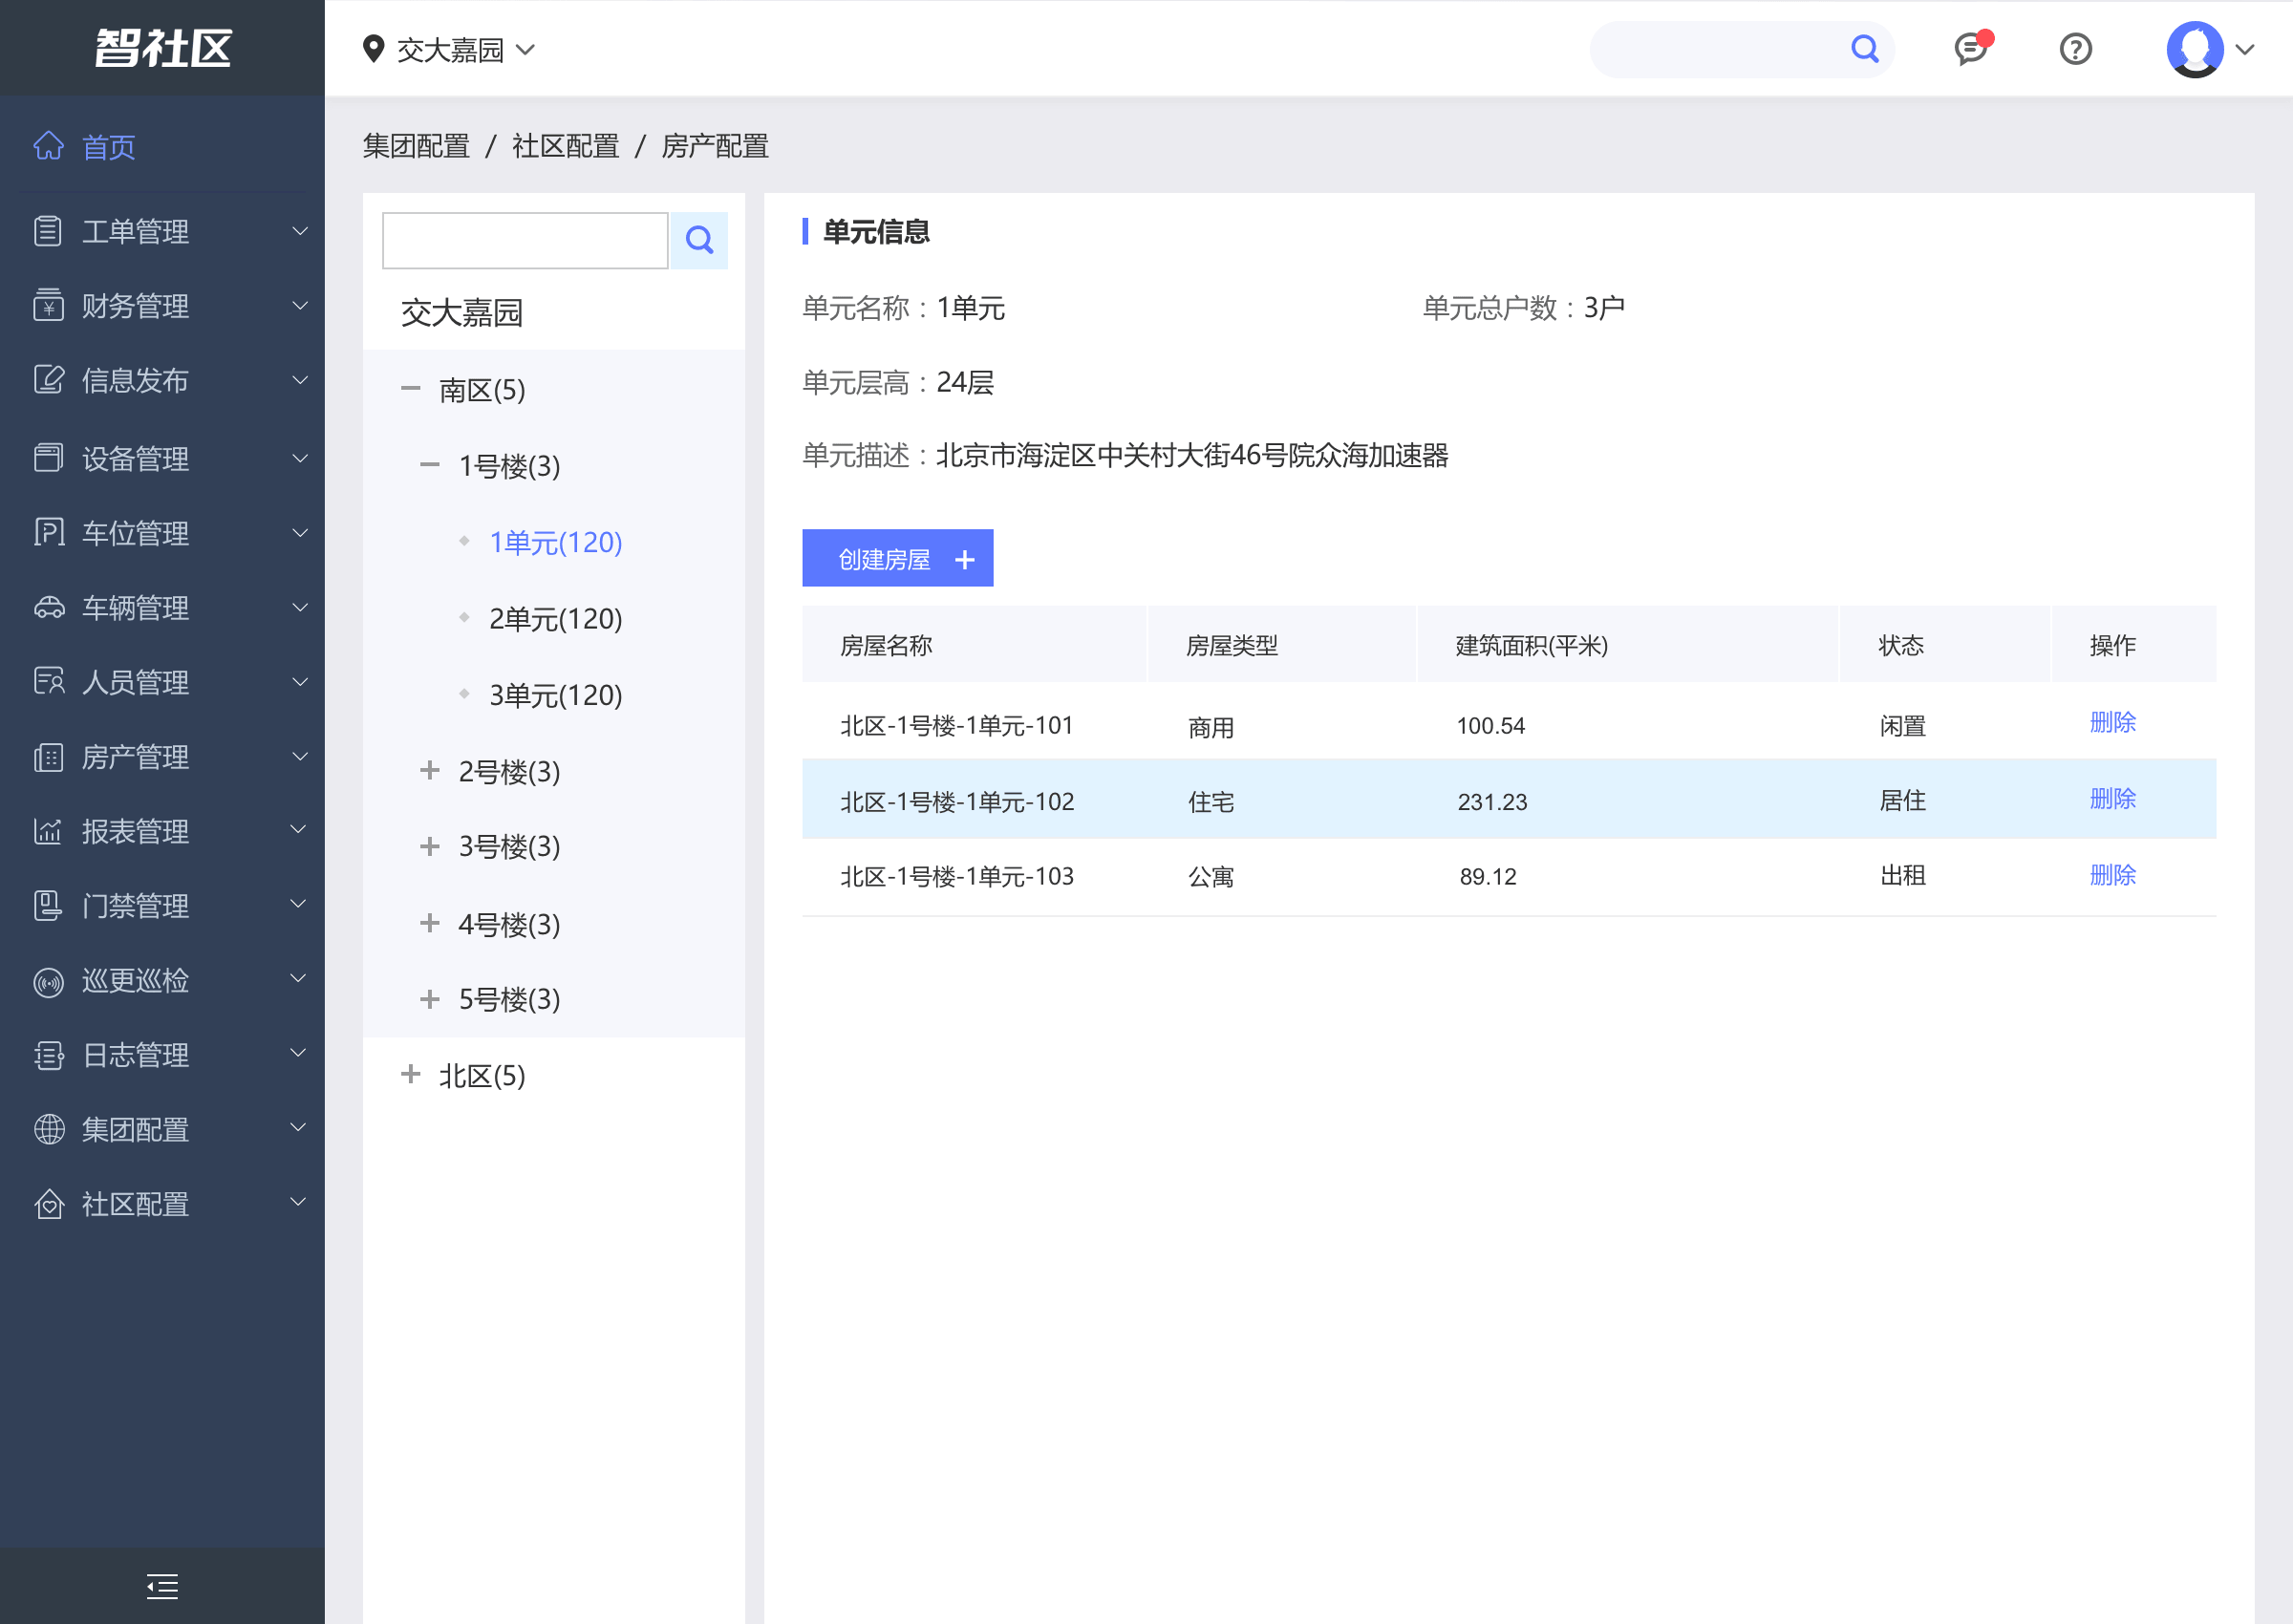 智社区
交大嘉园
首页
工单管理
财务管理
信息发布
设备管理
车位管理
车辆管理
人员管理
房产管理
报表管理
门禁管理
巡更巡检
日志管理
集团配置
社区配置
集团配置 / 社区配置 / 房产配置
交大嘉园
南区(5)
1号楼(3)
1单元(120)
2单元(120)
3单元(120)
2号楼(3)
3号楼(3)
4号楼(3)
5号楼(3)
北区(5)
单元信息
单元名称：1单元 单元总户数：3户
单元层高：24层
单元描述：北京市海淀区中关村大街46号院众海加速器
创建房屋 +
房屋名称 房屋类型 建筑面积(平米) 状态 操作
北区-1号楼-1单元-101 商用 100.54 闲置 删除
北区-1号楼-1单元-102 住宅 231.23 居住 删除
北区-1号楼-1单元-103 公寓 89.12 出租 删除